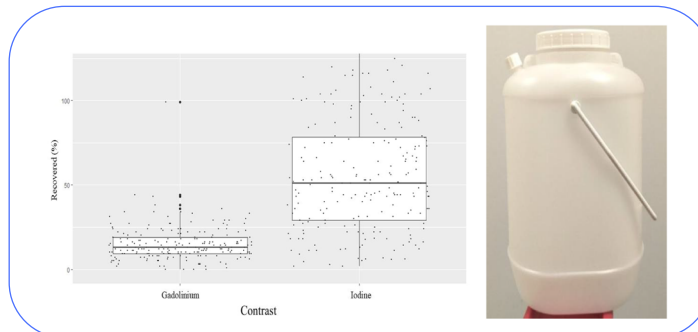 Recovered (%)
100
50
0
Gadolinium
Iodine
Contrast